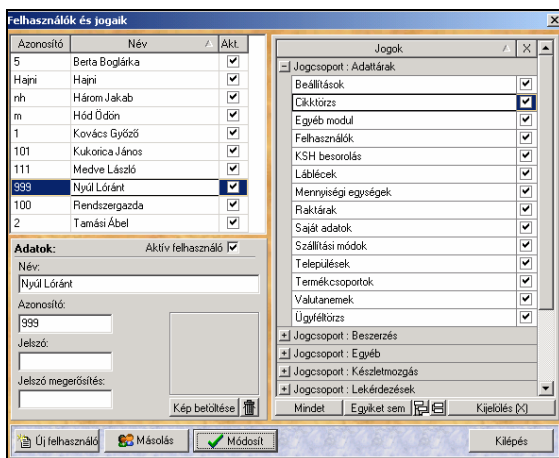 Felhasználók és jogaik
Azonosító Név Akt.
5 Berta Boglárka
Hajni Hajni
nh Három Jakab
m Hód Ödön
1 Kovács Győző
101 Kukorica János
111 Medve László
999 Nyúl Lóránt
100 Rendszergazda
2 Tamási Ábel
Adatok: Aktív felhasználó
Név:
Nyúl Lóránt
Azonosító:
999
Jelszó:
Jelszó megerősítés:
Kép betöltése
Jogok X
Jogcsoport : Adattárak
Beállítások
Cikktörzs
Egyéb modul
Felhasználók
KSH besorolás
Láblécek
Mennyiségi egységek
Raktárak
Saját adatok
Szállítási módok
Települések
Termékcsoportok
Valutanemek
Ügyféltörzs
Jogcsoport : Beszerzés
Jogcsoport : Egyéb
Jogcsoport : Készletmozgás
Jogcsoport : Lekérdezések
Mindet Egyiket sem Kijelölés (X)
Új felhasználó Másolás Módosít Kilépés